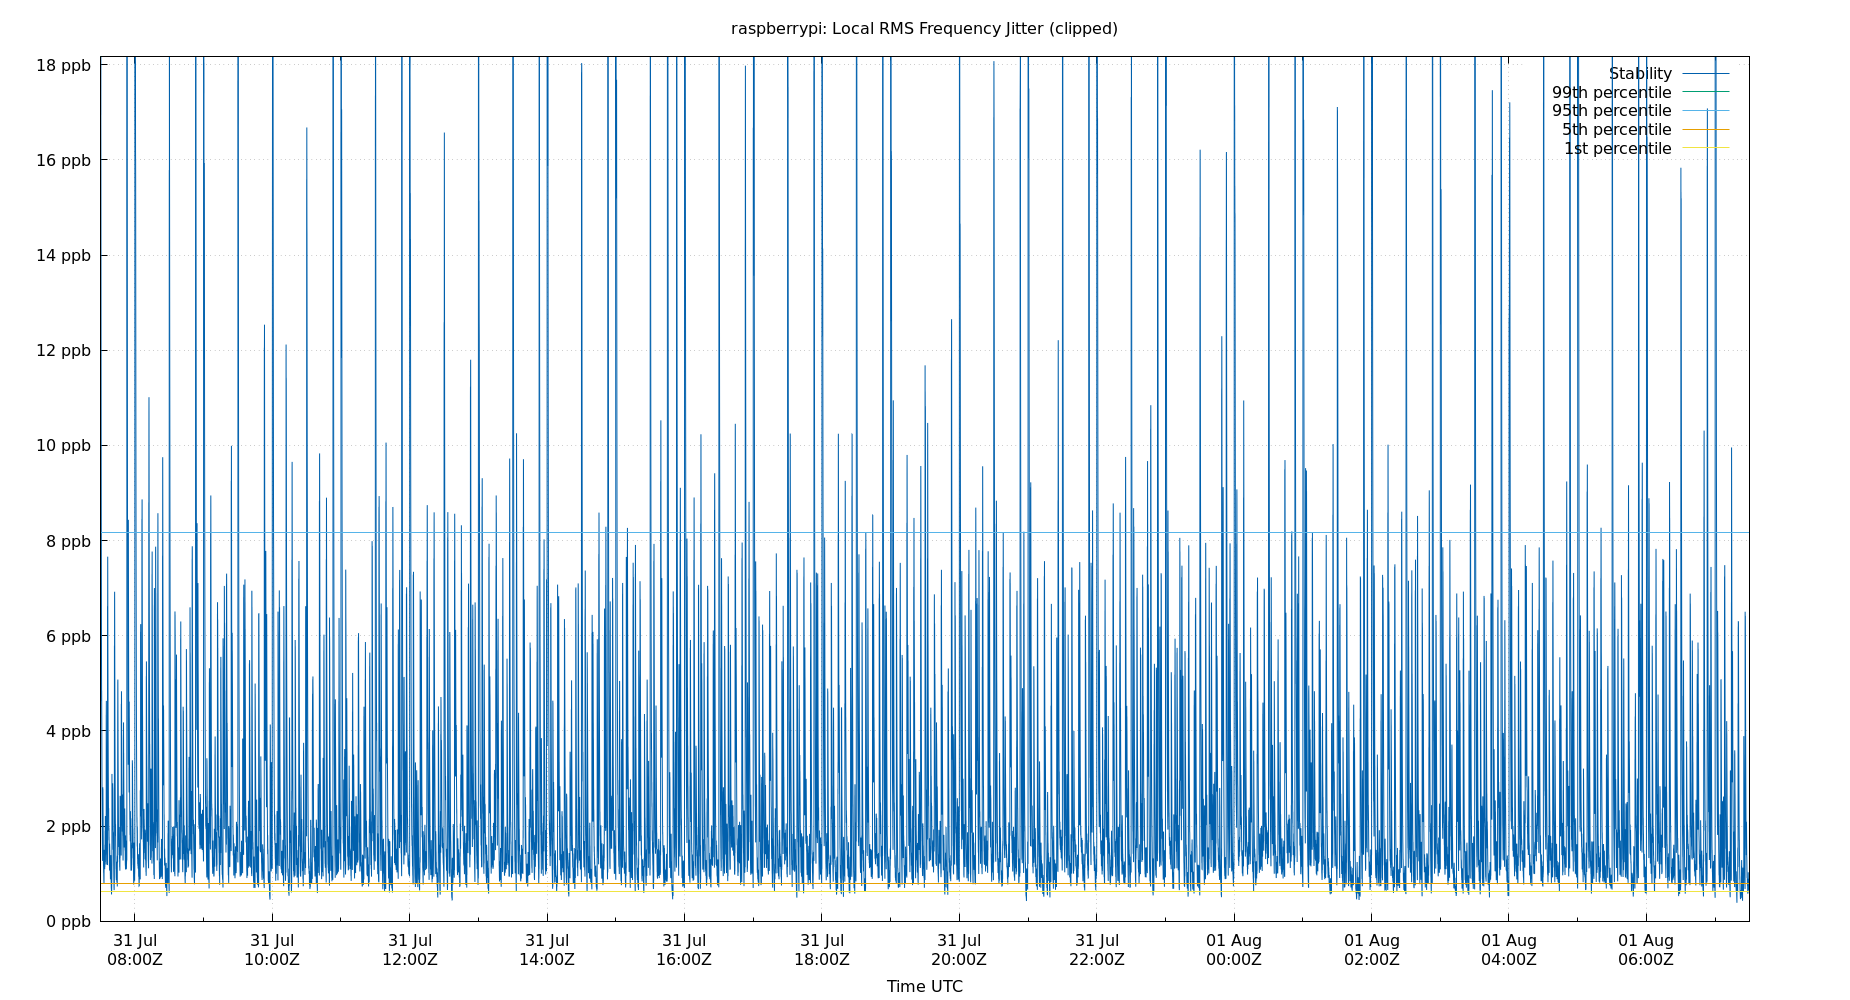 raspberrypi: Local RMS Frequency Jitter (clipped)
18 ppb
16 ppb
14 ppb
12 ppb
10 ppb
8 ppb
6 ppb
4 ppb
2 ppb
0 ppb
Stability
99th percentile
95th percentile
5th percentile
1st percentile
31 Jul 31 Jul 31 Jul 31 Jul 31 Jul 31 Jul 31 Jul 31 Jul 01 Aug 01 Aug 01 Aug 01 Aug
08:00Z 10:00Z 12:00Z 14:00Z 16:00Z 18:00Z 20:00Z 22:00Z 00:00Z 02:00Z 04:00Z 06:00Z
Time UTC